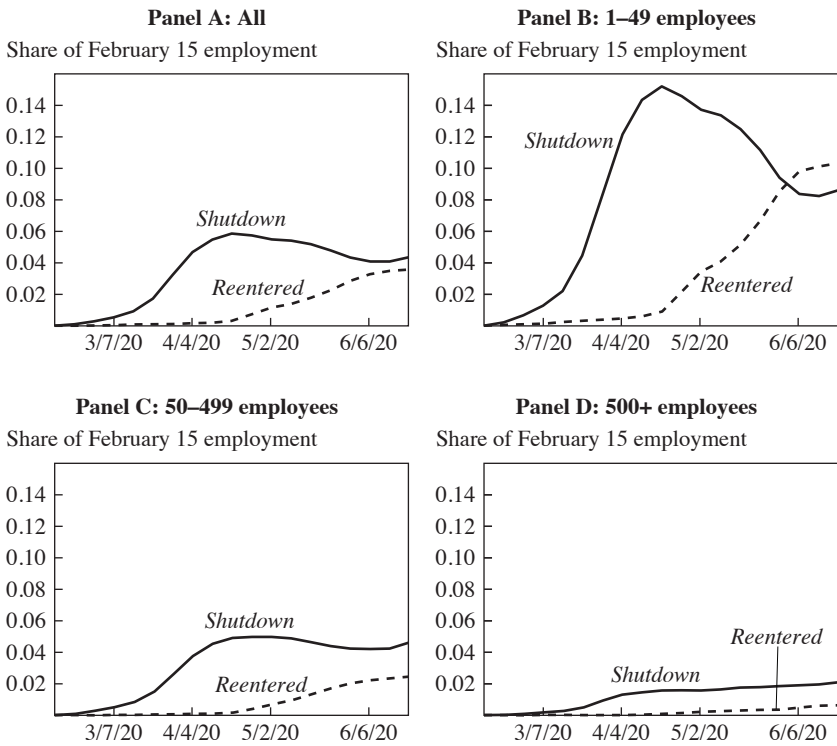 Panel A: All
Share of February 15 employment
0.14
0.12
0.10
0.08
0.06
0.04
0.02
Shutdown
Reentered
3/7/20 4/4/20 5/2/20 6/6/20
Panel B: 1–49 employees
Share of February 15 employment
0.14
0.12
0.10
0.08
0.06
0.04
0.02
Shutdown
Reentered
3/7/20 4/4/20 5/2/20 6/6/20
Panel C: 50–499 employees
Share of February 15 employment
0.14
0.12
0.10
0.08
0.06
0.04
0.02
Shutdown
Reentered
3/7/20 4/4/20 5/2/20 6/6/20
Panel D: 500+ employees
Share of February 15 employment
0.14
0.12
0.10
0.08
0.06
0.04
0.02
Reentered
Shutdown
3/7/20 4/4/20 5/2/20 6/6/20